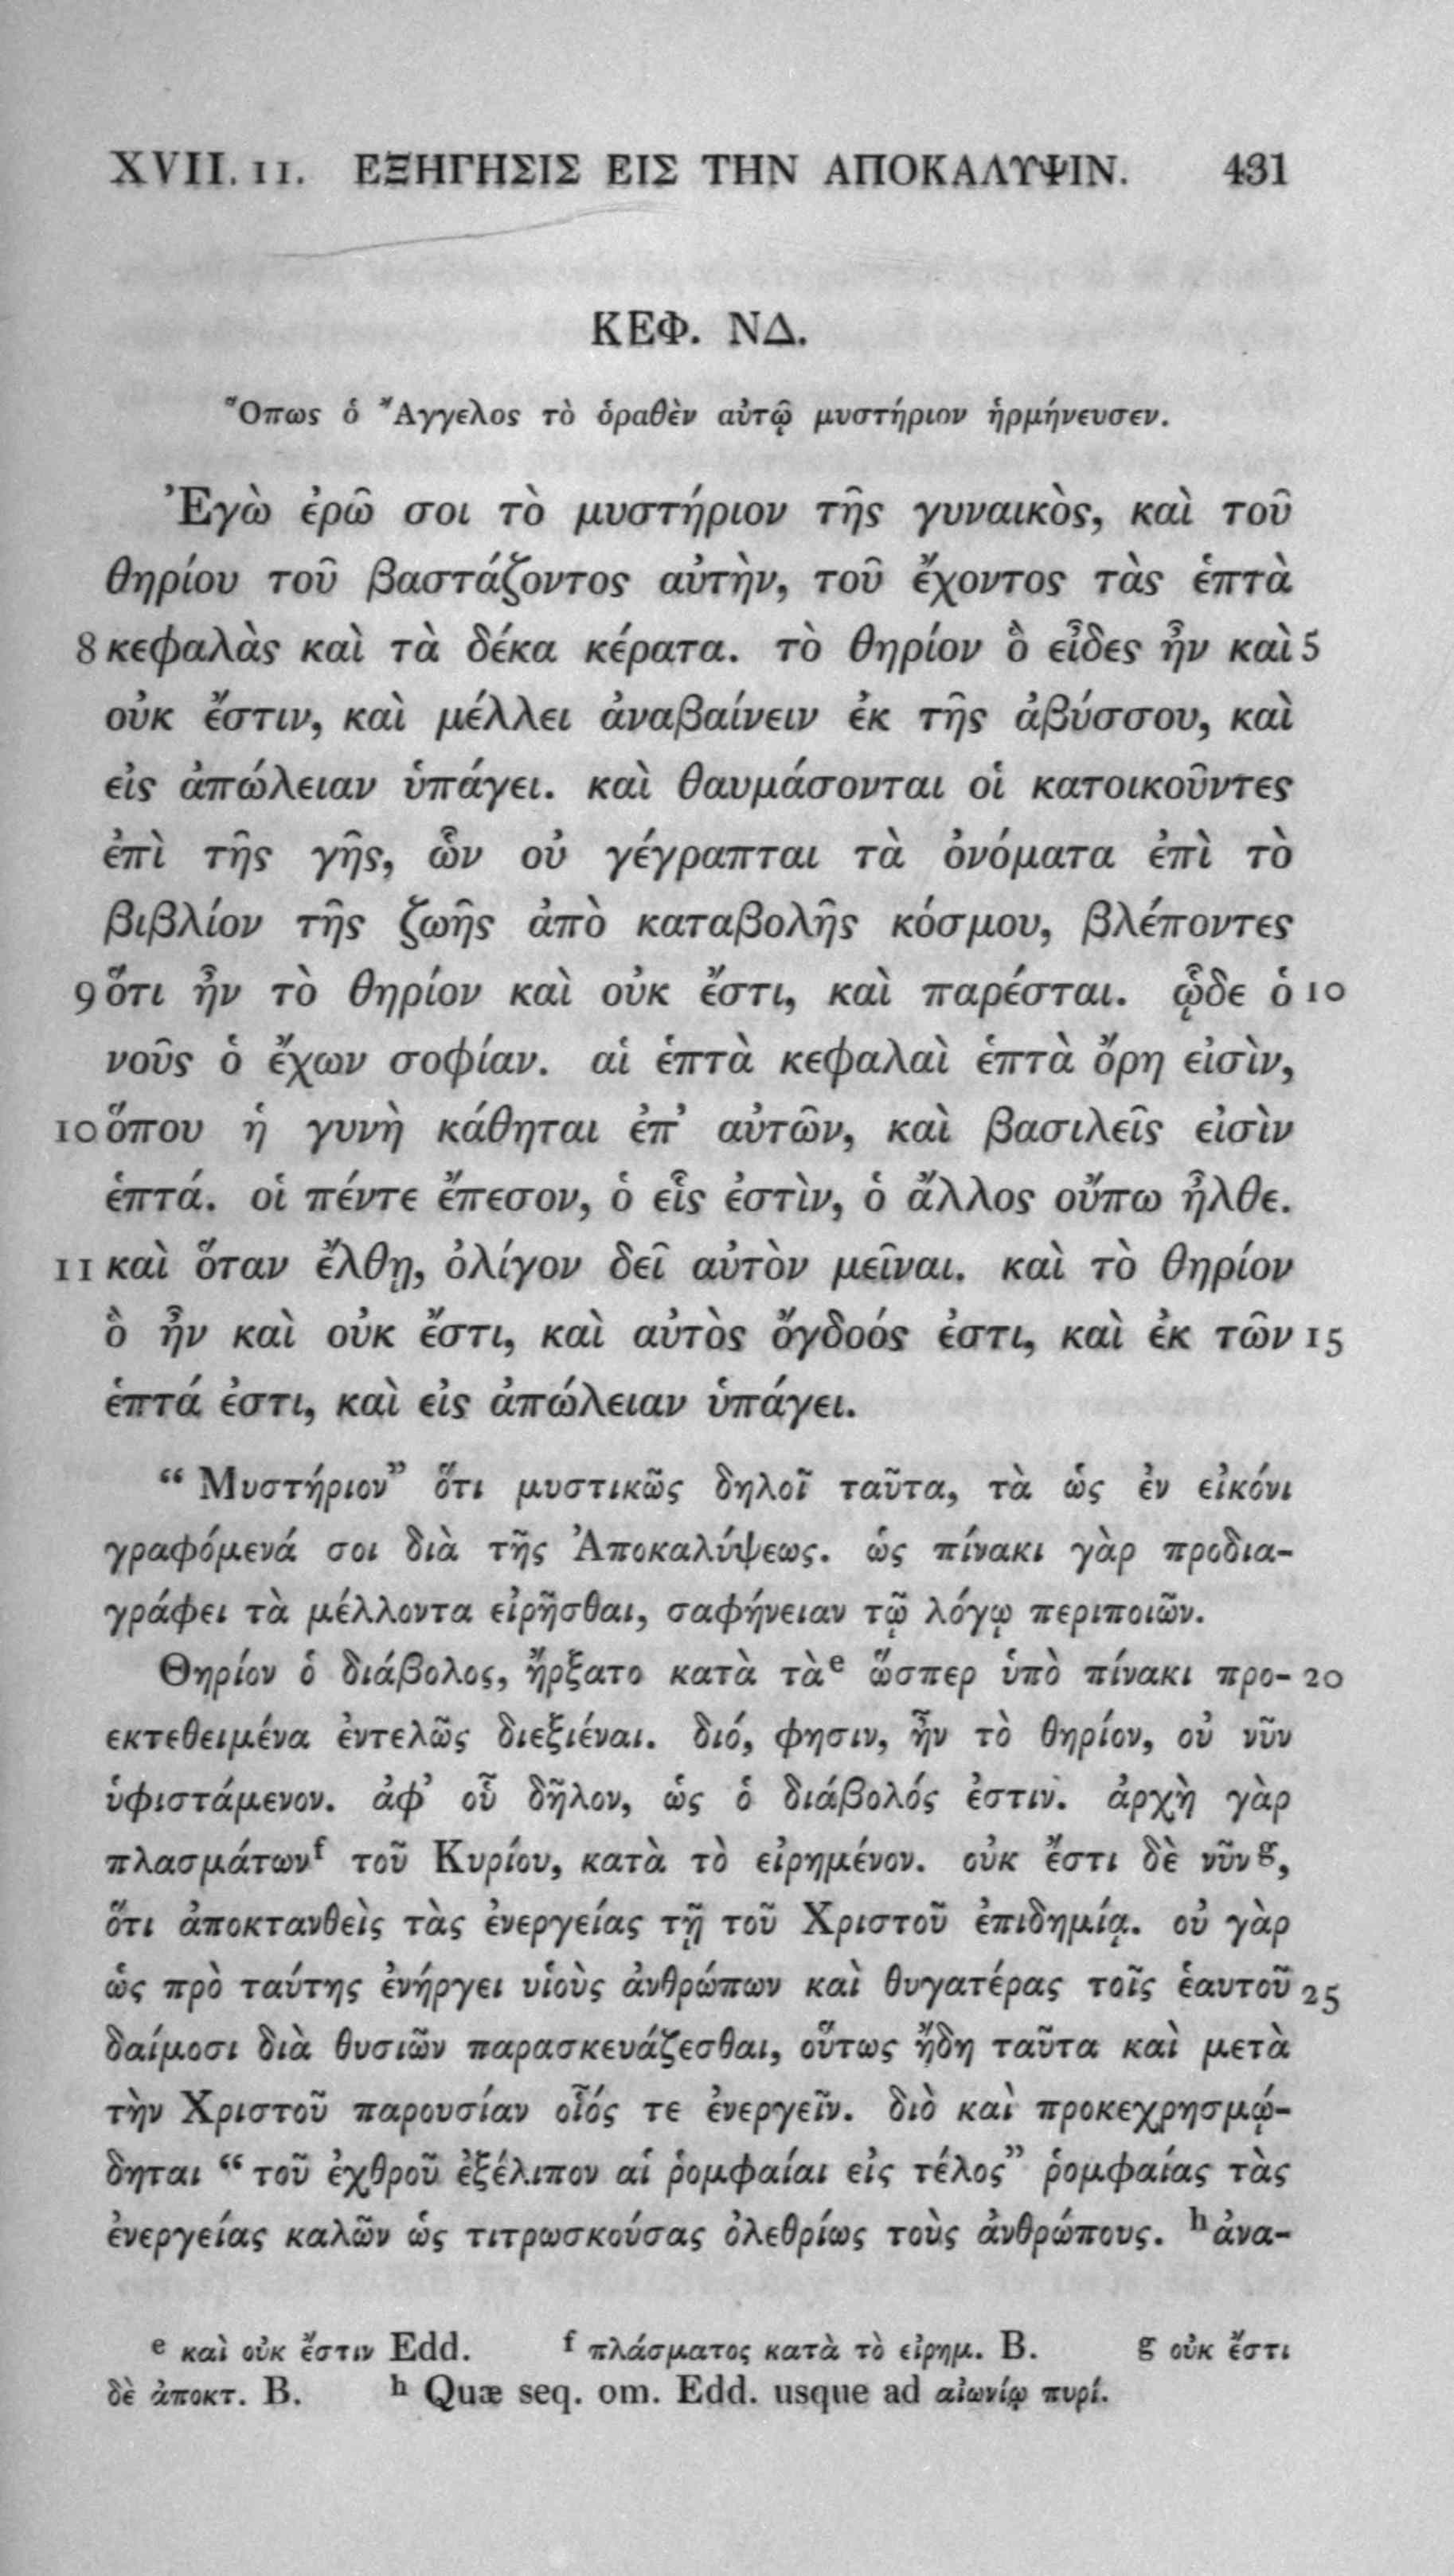 XVII. 11. ΕΞΗΓΗΣΙΣ ΕΙΣ ΤΗΝ ΑΠΟΚΑΛΥΨΙΝ. 431
ΚΕΦ. ΝΔ.
Ὅπως ὁ Ἄγγελος τὸ ὁραθὲν αὐτῷ μυστήριον ἡρμήνευσεν.
Ἐγὼ ἐρῶ σοι τὸ μυστήριον τῆς γυναικὸς, καὶ τοῦ
θηρίου τοῦ βαστάζοντος αὐτὴν, τοῦ ἔχοντος τὰς ἑπτὰ
8 κεφαλὰς καὶ τὰ δέκα κέρατα. τὸ θηρίον ὃ εἶδες ἦν καὶ 5
οὐκ ἔστιν, καὶ μέλλει ἀναβαίνειν ἐκ τῆς ἀβύσσου, καὶ
εἰς ἀπώλειαν ὑπάγει. καὶ θαυμάσονται οἱ κατοικοῦντες
ἐπὶ τῆς γῆς, ὧν οὐ γέγραπται τὰ ὀνόματα ἐπὶ τὸ
βιβλίον τῆς ζωῆς ἀπὸ καταβολῆς κόσμου, βλέποντες
9 ὅτι ἦν τὸ θηρίον καὶ οὐκ ἔστι, καὶ παρέσται. ᾧδε ὁ 10
νοῦς ὁ ἔχων σοφίαν. αἱ ἑπτὰ κεφαλαὶ ἑπτὰ ὄρη εἰσὶν,
10 ὅπου ἡ γυνὴ κάθηται ἐπ’ αὐτῶν, καὶ βασιλεῖς εἰσὶν
ἑπτά. οἱ πέντε ἔπεσον, ὁ εἷς ἐστὶν, ὁ ἄλλος οὔπω ἦλθε.
11 καὶ ὅταν ἔλθῃ, ὀλίγον δεῖ αὐτὸν μεῖναι. καὶ τὸ θηρίον
ὃ ἦν καὶ οὐκ ἔστι, καὶ αὐτὸς ὄγδοός ἐστι, καὶ ἐκ τῶν 15
ἑπτά ἐστι, καὶ εἰς ἀπώλειαν ὑπάγει.
“Μυστήριον” ὅτι μυστικῶς δηλοῖ ταῦτα, τὰ ὡς ἐν εἰκόνι
γραφόμενά σοι διὰ τῆς Ἀποκαλύψεως. ὡς πίνακι γὰρ προδια-
γράφει τὰ μέλλοντα εἰρῆσθαι, σαφήνειαν τῷ λόγῳ περιποιῶν.
Θηρίον ὁ διάβολος, ἤρξατο κατὰ τὰ e ὥσπερ ὑπὸ πίνακι προ- 20
εκτεθειμένα ἐντελῶς διεξιέναι. διό, φησιν, ἦν τὸ θηρίον, οὐ νῦν
ὑφιστάμενον. ἀφ’ οὗ δῆλον, ὡς ὁ διάβολός ἐστιν. ἀρχὴ γὰρ
πλασμάτων f τοῦ Κυρίου, κατὰ τὸ εἰρημένον. οὐκ ἔστι δὲ νῦν g,
ὅτι ἀποκτανθεὶς τὰς ἐνεργείας τῇ τοῦ Χριστοῦ ἐπιδημίᾳ. οὐ γὰρ
ὡς πρὸ ταύτης ἐνήργει υἱοὺς ἀνθρώπων καὶ θυγατέρας τοῖς ἑαυτοῦ 25
δαίμοσι διὰ θυσιῶν παρασκευάζεσθαι, οὕτως ἤδη ταῦτα καὶ μετὰ
τὴν Χριστοῦ παρουσίαν οἷός τε ἐνεργεῖν. διὸ καὶ προκεχρησμῴ-
δηται “τοῦ ἐχθροῦ ἐξέλιπον αἱ ῥομφαίαι εἰς τέλος” ῥομφαίας τὰς
ἐνεργείας καλῶν ὡς τιτρωσκούσας ὀλεθρίως τοὺς ἀνθρώπους. h ἀνα-
e καὶ οὐκ ἔστιν Edd. f πλάσματος κατὰ τὸ εἰρημ. B. g οὐκ ἔστι
δὲ ἀποκτ. B. h Quæ seq. om. Edd. usque ad αἰωνίῳ πυρί.